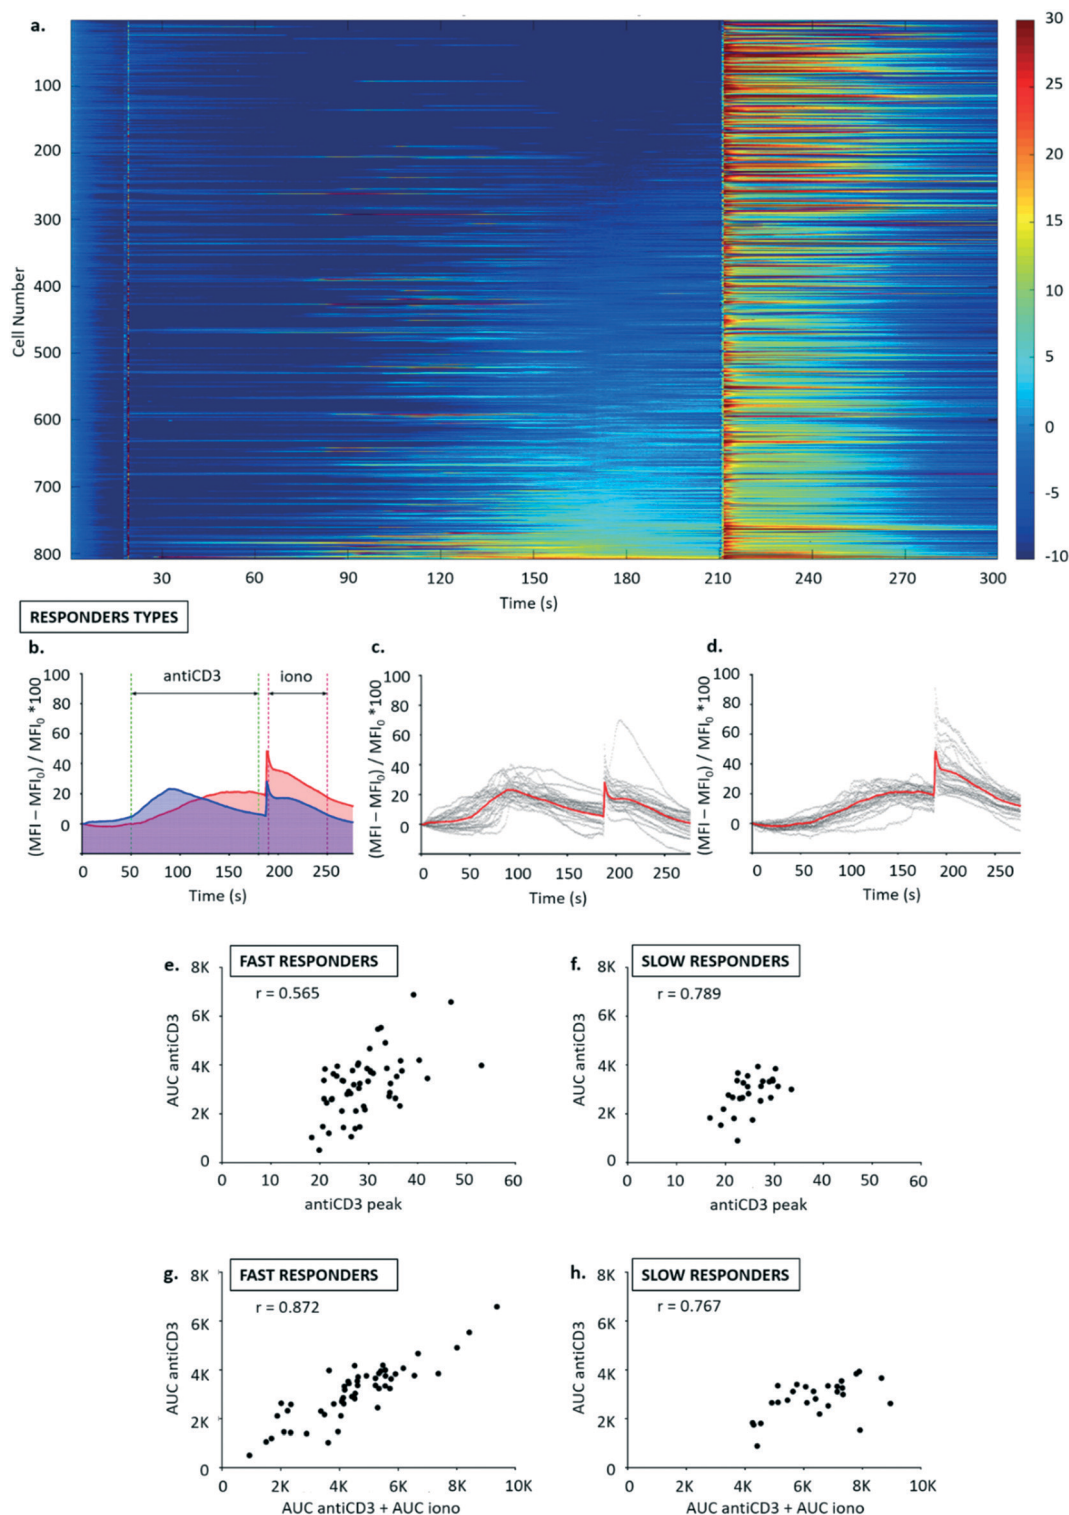 a.
30
25
20
15
10
5
0
-5
-10
Cell Number
100
200
300
400
500
600
700
800
30 60 90 120 150 180 210 240 270 300
Time (s)
RESPONDERS TYPES
b.
(MFI – MFI₀) / MFI₀ *100
100
80
60
40
20
0
antiCD3 iono
0 50 100 150 200 250
Time (s)
c.
(MFI – MFI₀) / MFI₀ *100
100
80
60
40
20
0
0 50 100 150 200 250
Time (s)
d.
(MFI – MFI₀) / MFI₀ *100
100
80
60
40
20
0
0 50 100 150 200 250
Time (s)
e.
FAST RESPONDERS
r = 0.565
AUC antiCD3
8K
6K
4K
2K
0
0 10 20 30 40 50 60
antiCD3 peak
f.
SLOW RESPONDERS
r = 0.789
AUC antiCD3
8K
6K
4K
2K
0
0 10 20 30 40 50 60
antiCD3 peak
g.
FAST RESPONDERS
r = 0.872
AUC antiCD3
8K
6K
4K
2K
0
0 2K 4K 6K 8K 10K
AUC antiCD3 + AUC iono
h.
SLOW RESPONDERS
r = 0.767
AUC antiCD3
8K
6K
4K
2K
0
0 2K 4K 6K 8K 10K
AUC antiCD3 + AUC iono